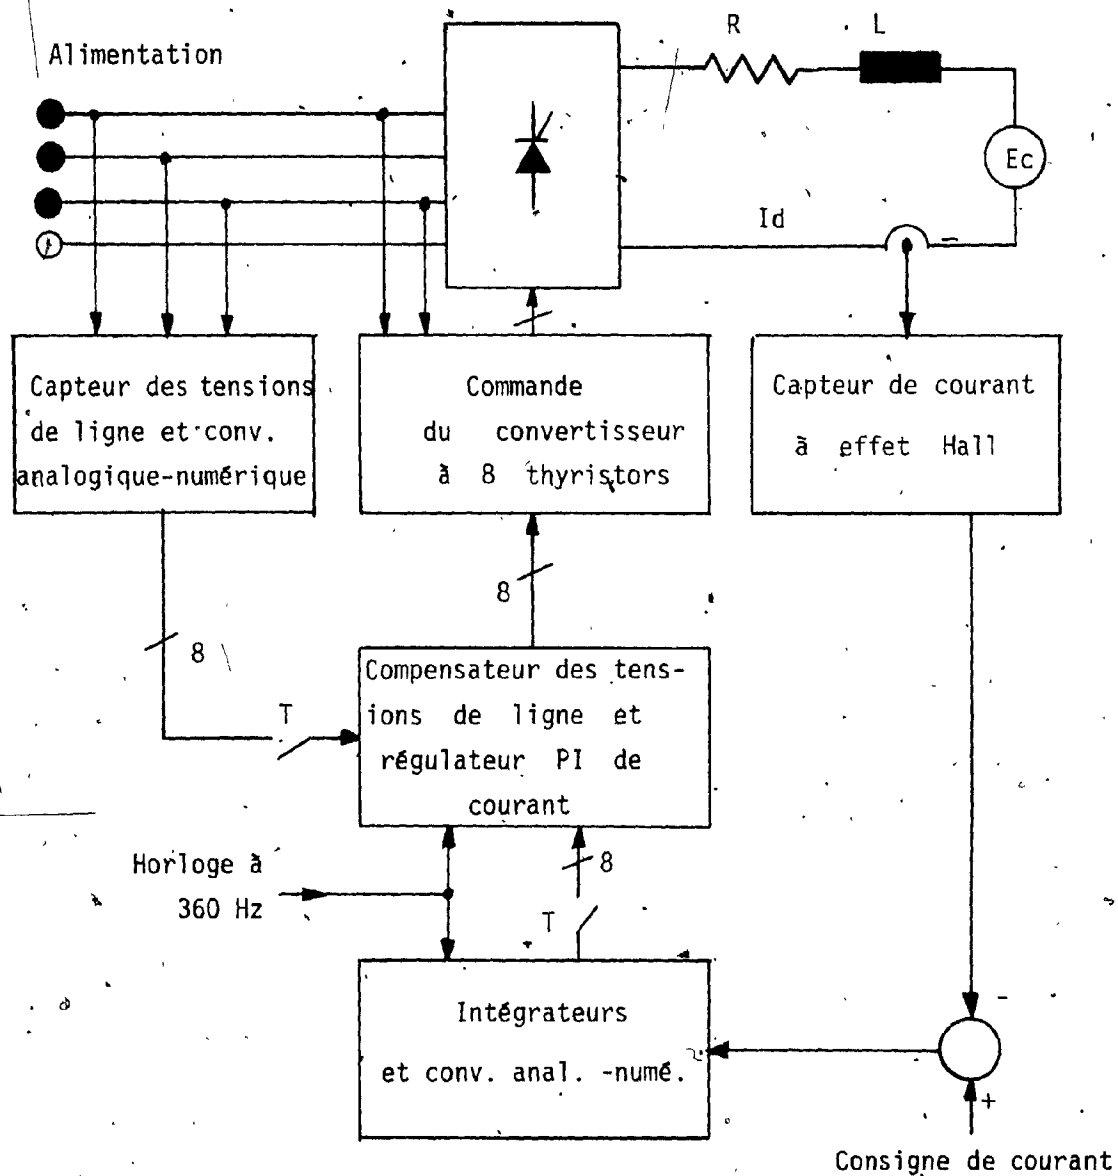 R L
Alimentation
Ec
Id
Capteur des tensions
de ligne et conv.
analogique-numérique
Commande
du convertisseur
à 8 thyristors
Capteur de courant
à effet Hall
8
8
Compensateur des tens-
ions de ligne et
régulateur PI de
courant
T
Horloge à
360 Hz
8
T
Intégrateurs
et conv. anal. -numé.
-
+
Consigne de courant